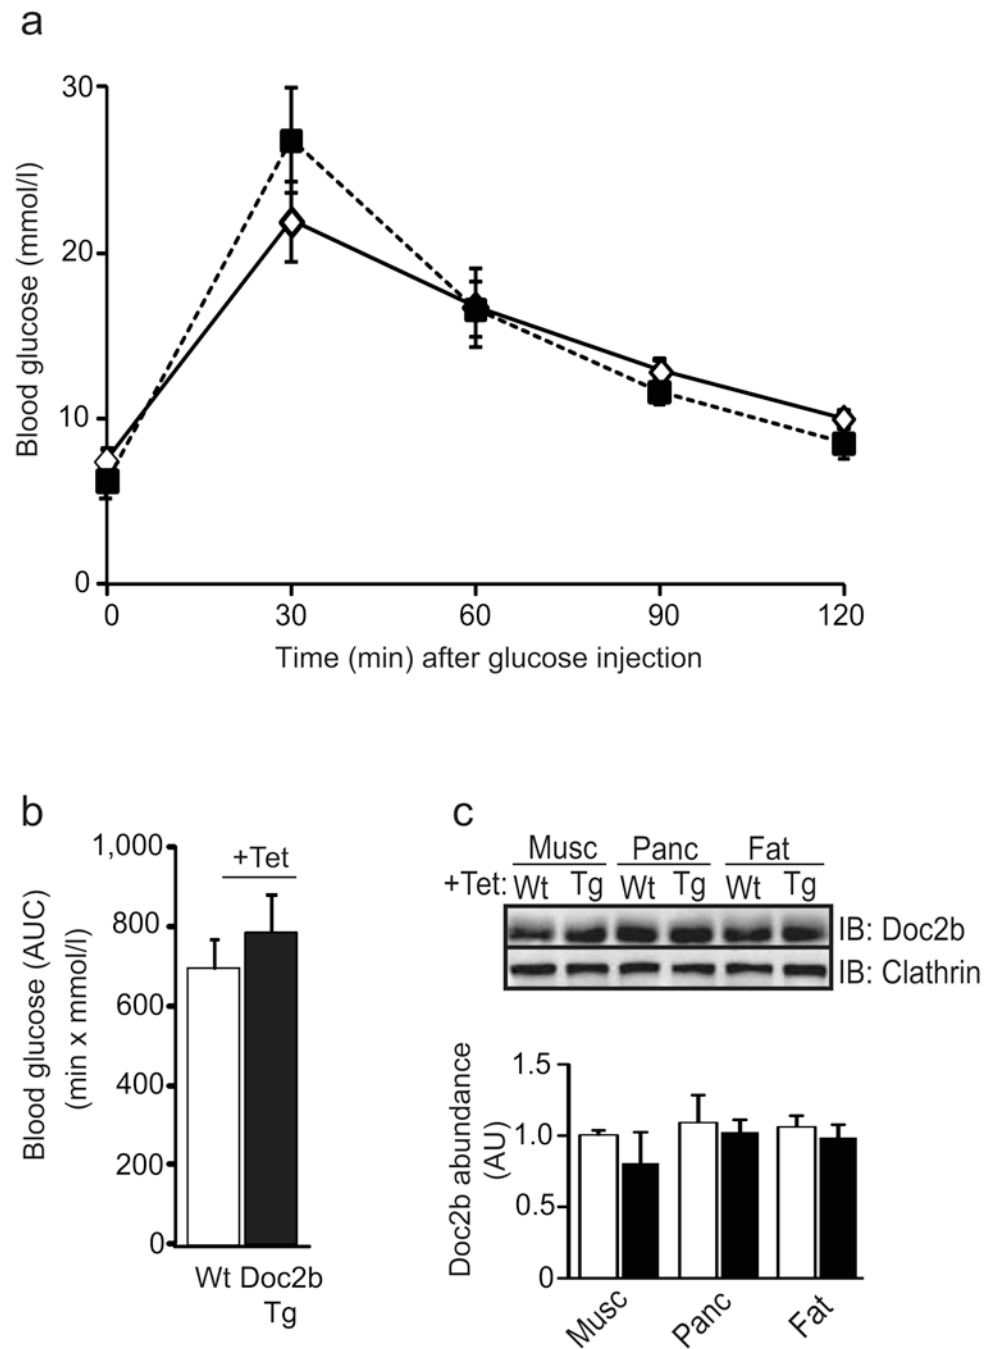 a
30
20
10
0
Blood glucose (mmol/l)
0 30 60 90 120
Time (min) after glucose injection
b
1,000
800
600
400
200
0
Blood glucose (AUC)
(min x mmol/l)
+Tet
Wt Doc2b
Tg
c
Musc Panc Fat
+Tet: Wt Tg Wt Tg Wt Tg
IB: Doc2b
IB: Clathrin
1.5
1.0
0.5
0
Doc2b abundance
(AU)
Musc Panc Fat